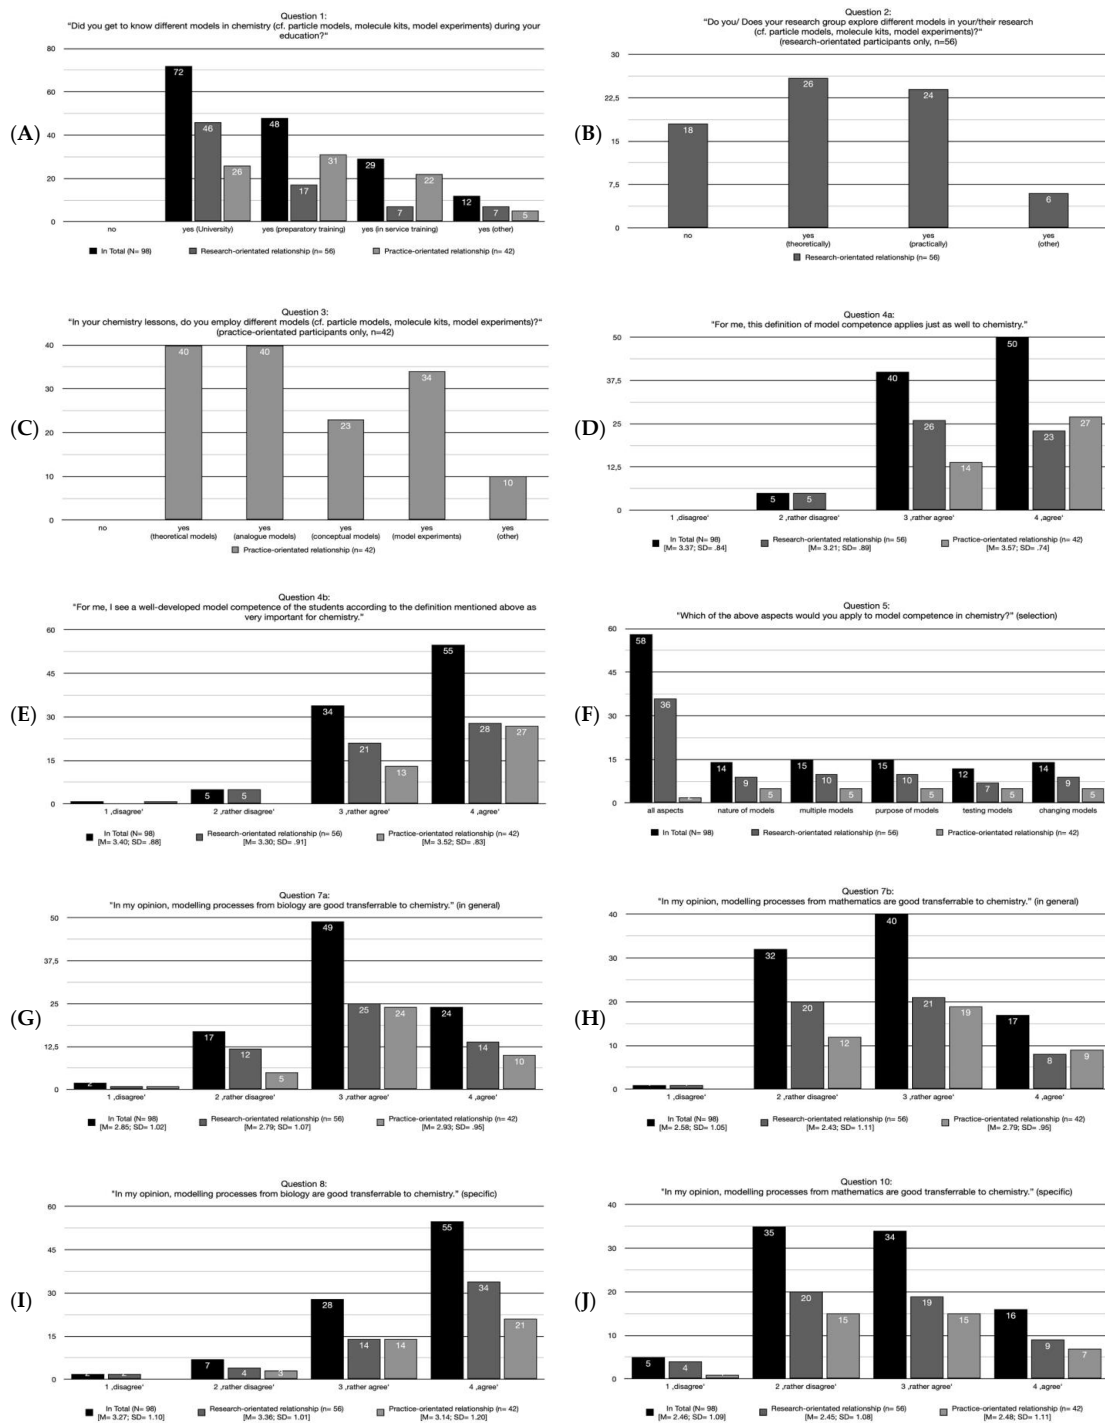 Question 1:
"Did you get to know different models in chemistry (cf. particle models, molecule kits, model experiments) during your
education?"
80
60
40
20
0
72
46
26
48
17
31
29
7
22
12
7
5
no
yes (University)
yes (preparatory training)
yes (in service training)
yes (other)
In Total (N= 98)
Research-orientated relationship (n= 56)
Practice-orientated relationship (n= 42)
(A)
Question 2:
"Do you/ Does your research group explore different models in your/their research
(cf. particle models, molecule kits, model experiments)?"
(research-orientated participants only, n=56)
30
22,5
15
7,5
0
18
26
24
6
no
yes
(theoretically)
yes
(practically)
yes
(other)
Research-orientated relationship (n= 56)
(B)
Question 3:
"In your chemistry lessons, do you employ different models (cf. particle models, molecule kits, model experiments)?"
(practice-orientated participants only, n=42)
40
30
20
10
0
40
40
23
34
10
no
yes
(theoretical models)
yes
(analogue models)
yes
(conceptual models)
yes
(model experiments)
yes
(other)
Practice-orientated relationship (n= 42)
(C)
Question 4a:
"For me, this definition of model competence applies just as well to chemistry."
50
37,5
25
12,5
0
5
5
40
26
14
50
23
27
1 ‚disagree'
2 ‚rather disagree'
3 ‚rather agree'
4 ‚agree'
In Total (N= 98)
[M= 3.37; SD= .84]
Research-orientated relationship (n= 56)
[M= 3.21; SD= .89]
Practice-orientated relationship (n= 42)
[M= 3.57; SD= .74]
(D)
Question 4b:
"For me, I see a well-developed model competence of the students according to the definition mentioned above as
very important for chemistry."
60
45
30
15
0
5
5
34
21
13
55
28
27
1 ‚disagree'
2 ‚rather disagree'
3 ‚rather agree'
4 ‚agree'
In Total (N= 98)
[M= 3.40; SD= .88]
Research-orientated relationship (n= 56)
[M= 3.30; SD= .91]
Practice-orientated relationship (n= 42)
[M= 3.52; SD= .83]
(E)
Question 5:
"Which of the above aspects would you apply to model competence in chemistry?" (selection)
60
45
30
15
0
58
36
14
9
5
15
10
5
15
10
5
12
7
5
14
9
5
all aspects
nature of models
multiple models
purpose of models
testing models
changing models
In Total (N= 98)
Research-orientated relationship (n= 56)
Practice-orientated relationship (n= 42)
(F)
Question 7a:
"In my opinion, modelling processes from biology are good transferrable to chemistry." (in general)
50
37,5
25
12,5
0
2
17
12
5
49
25
24
24
14
10
1 ‚disagree'
2 ‚rather disagree'
3 ‚rather agree'
4 ‚agree'
In Total (N= 98)
[M= 2.85; SD= 1.02]
Research-orientated relationship (n= 56)
[M= 2.79; SD= 1.07]
Practice-orientated relationship (n= 42)
[M= 2.93; SD= .95]
(G)
Question 7b:
"In my opinion, modelling processes from mathematics are good transferrable to chemistry." (in general)
40
30
20
10
0
32
20
12
40
21
19
17
8
9
1 ‚disagree'
2 ‚rather disagree'
3 ‚rather agree'
4 ‚agree'
In Total (N= 98)
[M= 2.58; SD= 1.05]
Research-orientated relationship (n= 56)
[M= 2.43; SD= 1.11]
Practice-orientated relationship (n= 42)
[M= 2.79; SD= .95]
(H)
Question 8:
"In my opinion, modelling processes from biology are good transferrable to chemistry." (specific)
60
45
30
15
0
2
2
7
4
3
28
14
14
55
34
21
1 ‚disagree'
2 ‚rather disagree'
3 ‚rather agree'
4 ‚agree'
In Total (N= 98)
[M= 3.27; SD= 1.10]
Research-orientated relationship (n= 56)
[M= 3.36; SD= 1.01]
Practice-orientated relationship (n= 42)
[M= 3.14; SD= 1.20]
(I)
Question 10:
"In my opinion, modelling processes from mathematics are good transferrable to chemistry." (specific)
40
30
20
10
0
5
4
35
20
15
34
19
15
16
9
7
1 ‚disagree'
2 ‚rather disagree'
3 ‚rather agree'
4 ‚agree'
In Total (N= 98)
[M= 2.46; SD= 1.09]
Research-orientated relationship (n= 56)
[M= 2.45; SD= 1.08]
Practice-orientated relationship (n= 42)
[M= 2.48; SD= 1.11]
(J)